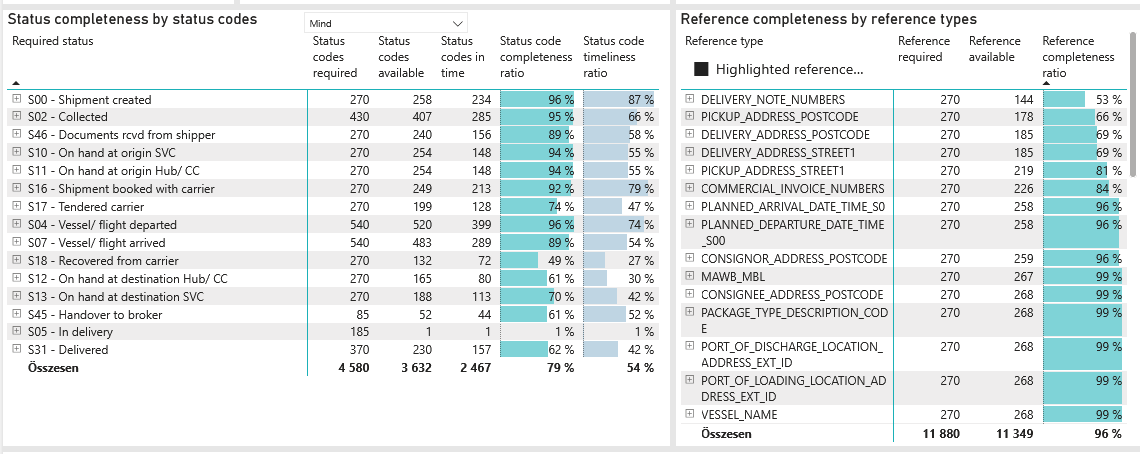 Status completeness by status codes
Mind
Required status
Status codes required
Status codes available
Status codes in time
Status code completeness ratio
Status code timeliness ratio
S00 - Shipment created 270 258 234 96 % 87 %
S02 - Collected 430 407 285 95 % 66 %
S46 - Documents rcvd from shipper 270 240 156 89 % 58 %
S10 - On hand at origin SVC 270 254 148 94 % 55 %
S11 - On hand at origin Hub/ CC 270 254 148 94 % 55 %
S16 - Shipment booked with carrier 270 249 213 92 % 79 %
S17 - Tendered carrier 270 199 128 74 % 47 %
S04 - Vessel/ flight departed 540 520 399 96 % 74 %
S07 - Vessel/ flight arrived 540 483 289 89 % 54 %
S18 - Recovered from carrier 270 132 72 49 % 27 %
S12 - On hand at destination Hub/ CC 270 165 80 61 % 30 %
S13 - On hand at destination SVC 270 188 113 70 % 42 %
S45 - Handover to broker 85 52 44 61 % 52 %
S05 - In delivery 185 1 1 1 % 1 %
S31 - Delivered 370 230 157 62 % 42 %
Összesen 4 580 3 632 2 467 79 % 54 %
Reference completeness by reference types
Reference type
Highlighted reference...
Reference required
Reference available
Reference completeness ratio
DELIVERY_NOTE_NUMBERS 270 144 53 %
PICKUP_ADDRESS_POSTCODE 270 178 66 %
DELIVERY_ADDRESS_POSTCODE 270 185 69 %
DELIVERY_ADDRESS_STREET1 270 185 69 %
PICKUP_ADDRESS_STREET1 270 219 81 %
COMMERCIAL_INVOICE_NUMBERS 270 226 84 %
PLANNED_ARRIVAL_DATE_TIME_S0 270 258 96 %
PLANNED_DEPARTURE_DATE_TIME 270 258 96 %
_S00
CONSIGNOR_ADDRESS_POSTCODE 270 259 96 %
MAWB_MBL 270 267 99 %
CONSIGNEE_ADDRESS_POSTCODE 270 268 99 %
PACKAGE_TYPE_DESCRIPTION_COD 270 268 99 %
E
PORT_OF_DISCHARGE_LOCATION_ 270 268 99 %
ADDRESS_EXT_ID
PORT_OF_LOADING_LOCATION_AD 270 268 99 %
DRESS_EXT_ID
VESSEL_NAME 270 268 99 %
Összesen 11 880 11 349 96 %